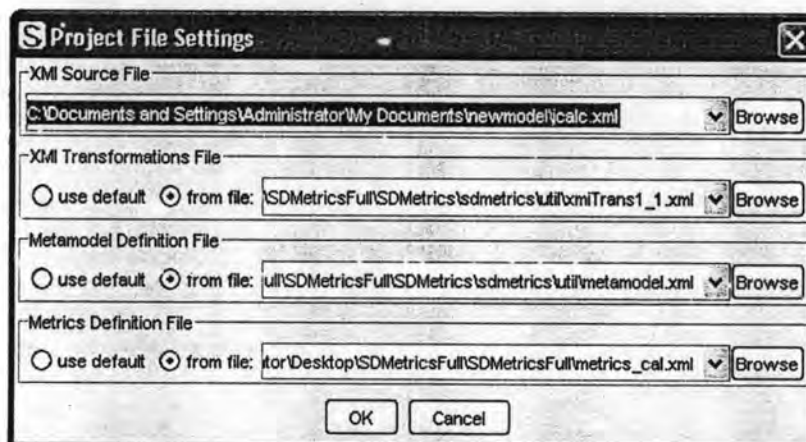 S Project File Settings
XMI Source File
C:\Documents and Settings\Administrator\My Documents\newmodel\jcalc.xml Browse
XMI Transformations File
use default from file: \SDMetricsFull\SDMetrics\sdmetrics\util\xmiTrans1_1.xml Browse
Metamodel Definition File
use default from file: ull\SDMetricsFull\SDMetrics\sdmetrics\util\metamodel.xml Browse
Metrics Definition File
use default from file: itor\Desktop\SDMetricsFull\SDMetricsFull\metrics_cal.xml Browse
OK Cancel